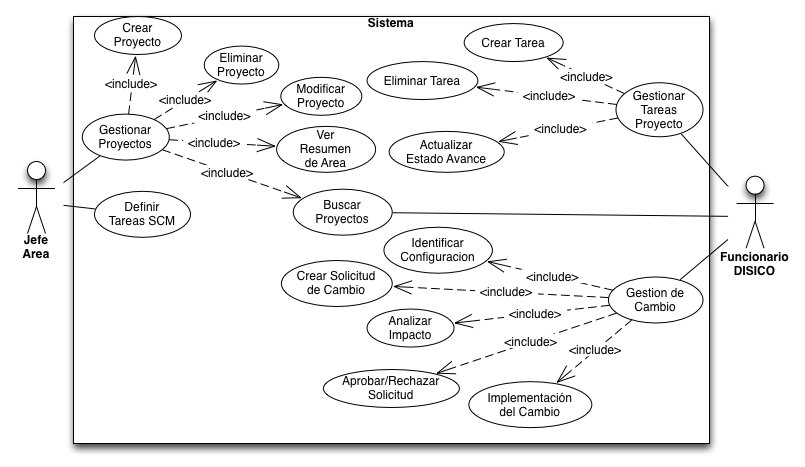 Sistema
Crear
Proyecto
Eliminar
Proyecto
Modificar
Proyecto
Ver
Resumen
de Area
Buscar
Proyectos
Gestionar
Proyectos
Definir
Tareas SCM
<include>
<include>
<include>
<include>
<include>
Jefe
Area
Crear Tarea
Eliminar Tarea
Actualizar
Estado Avance
Gestionar
Tareas
Proyecto
<include>
<include>
<include>
Funcionario
DISICO
Identificar
Configuracion
Crear Solicitud
de Cambio
Analizar
Impacto
Aprobar/Rechazar
Solicitud
Implementación
del Cambio
Gestion de
Cambio
<include>
<include>
<include>
<include>
<include>